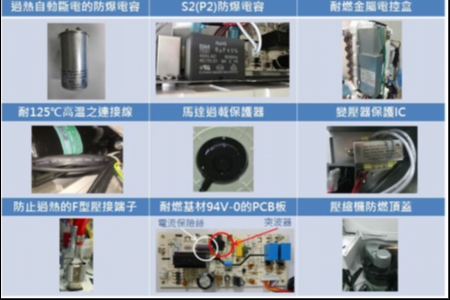 過熱自動斷電的防爆電容
S2(P2)防爆電容
耐燃金屬電控盒
耐125℃高溫之連接線
馬達過載保護器
變壓器保護IC
防止過熱的F型壓接端子
耐燃基材94V-0的PCB板
壓縮機防燃頂蓋
電流保險絲
突波器